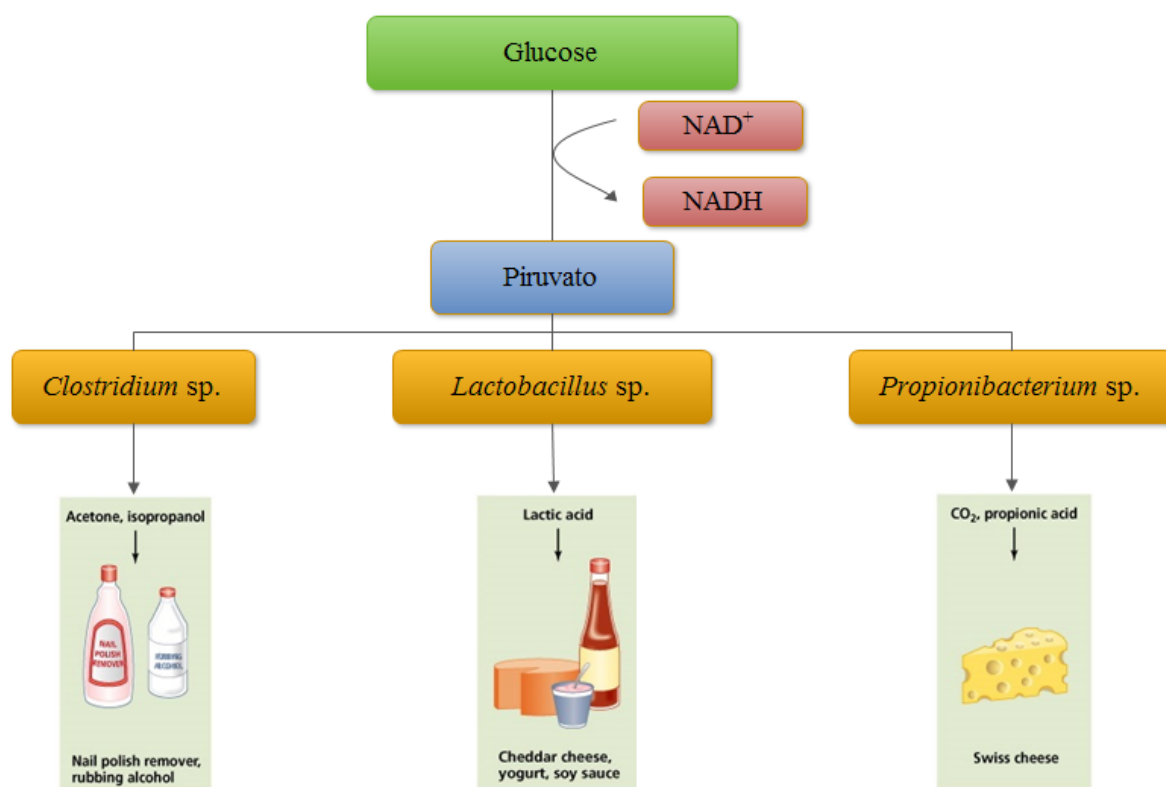 Glucose
NAD⁺
NADH
Piruvato
Clostridium sp.
Lactobacillus sp.
Propionibacterium sp.
Acetone, isopropanol
NAIL
POLISH
REMOVER
RUBBING
ALCOHOL
Nail polish remover,
rubbing alcohol
Lactic acid
Cheddar cheese,
yogurt, soy sauce
CO₂, propionic acid
Swiss cheese